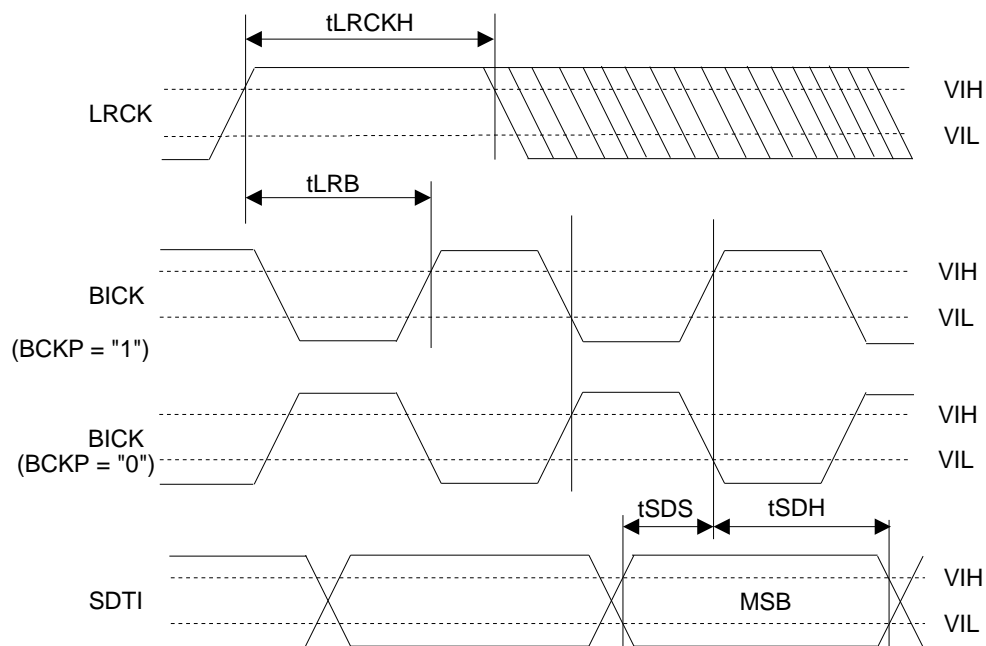 tLRCKH
LRCK
VIH
VIL
tLRB
BICK
(BCKP = "1")
VIH
VIL
BICK
(BCKP = "0")
VIH
VIL
tSDS
tSDH
SDTI
MSB
VIH
VIL